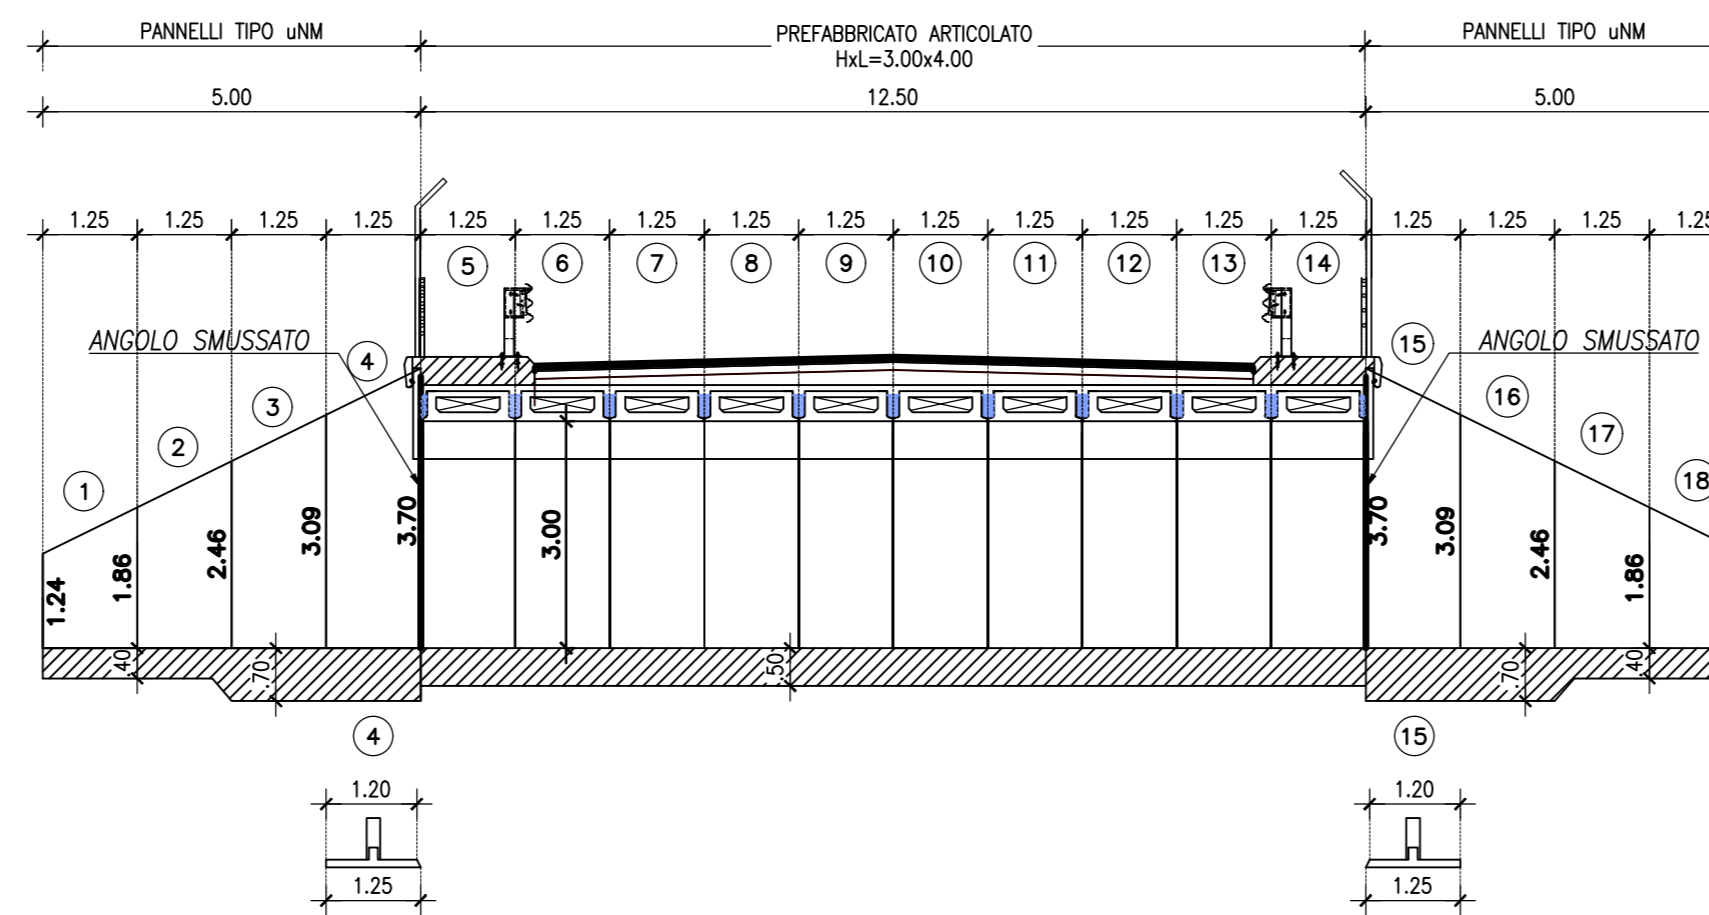 PANNELLI TIPO uNM PREFABBRICATO ARTICOLATO PANNELLI TIPO uNM
HxL=3.00x4.00
5.00 12.50 5.00
1.25 1.25 1.25 1.25 1.25 1.25 1.25 1.25 1.25 1.25 1.25 1.25 1.25 1.25 1.25 1.25 1.25 1.25
5 6 7 8 9 10 11 12 13 14
ANGOLO SMUSSATO 4 15 ANGOLO SMUSSATO
3 16
2 17
1 18
1.24 1.86 2.46 3.09 3.70 3.00 3.70 3.09 2.46 1.86
.40 .70 .50 .70 .40
4 15
1.20 1.20
1.25 1.25